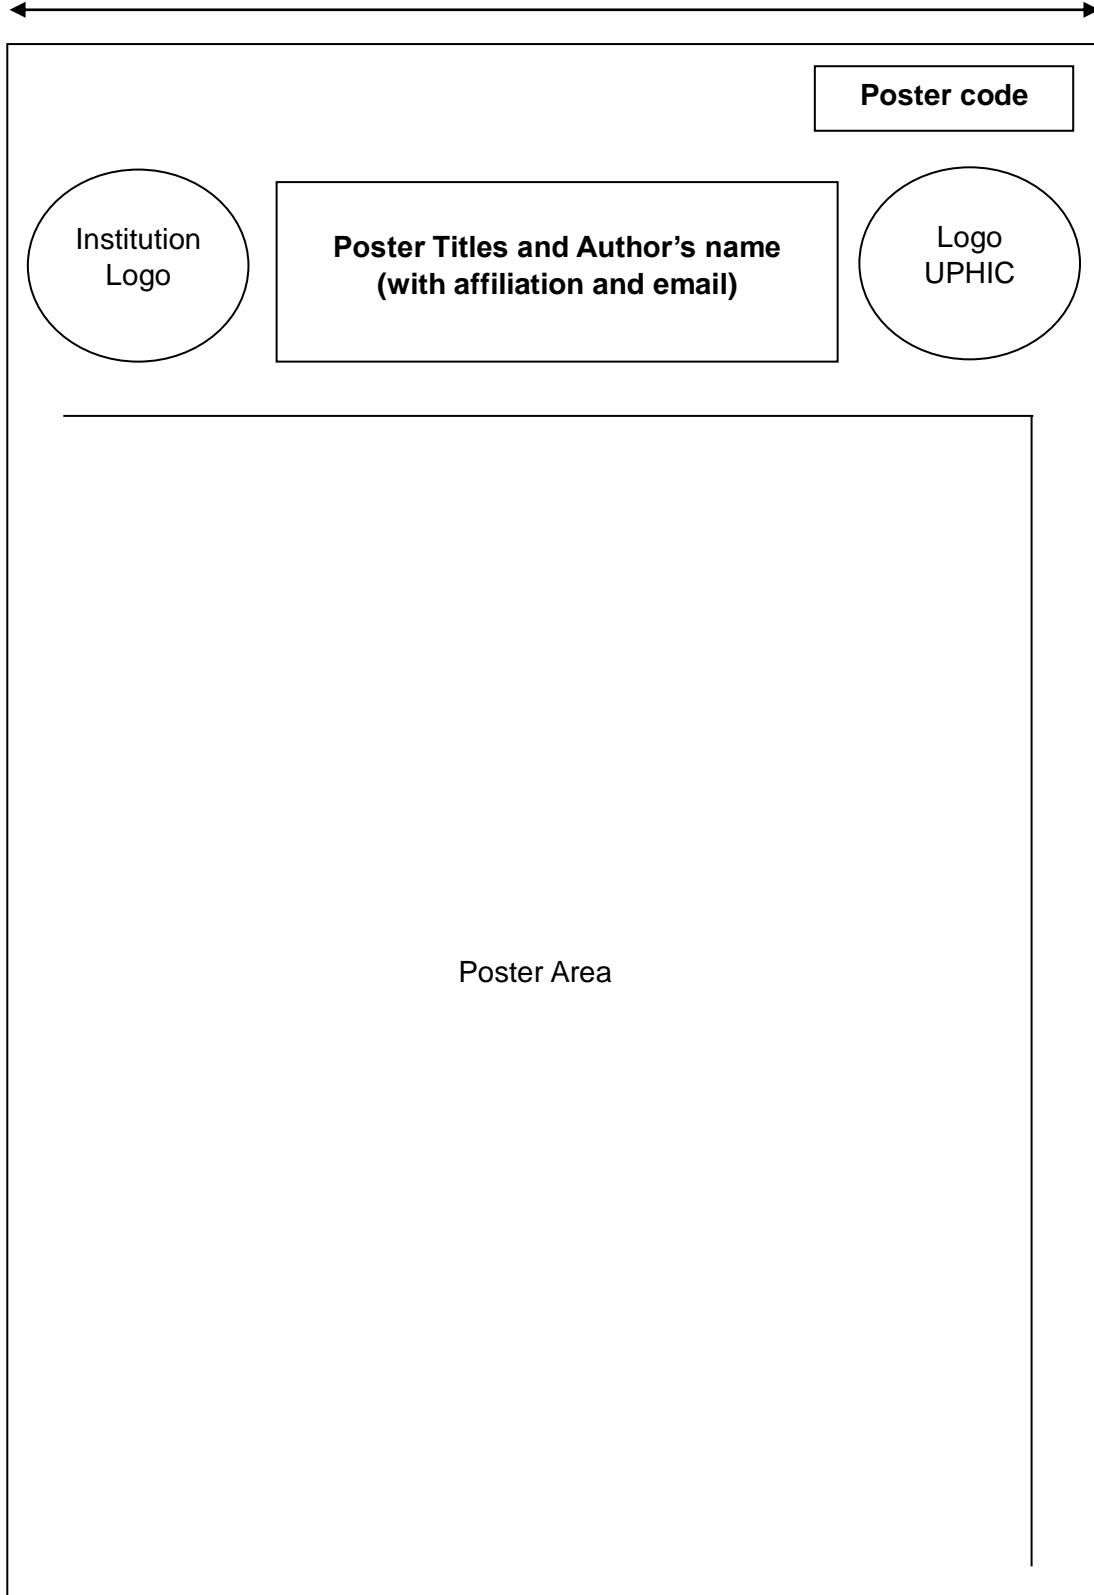 Poster code
Institution
Logo
Poster Titles and Author’s name
(with affiliation and email)
Logo
UPHIC
Poster Area